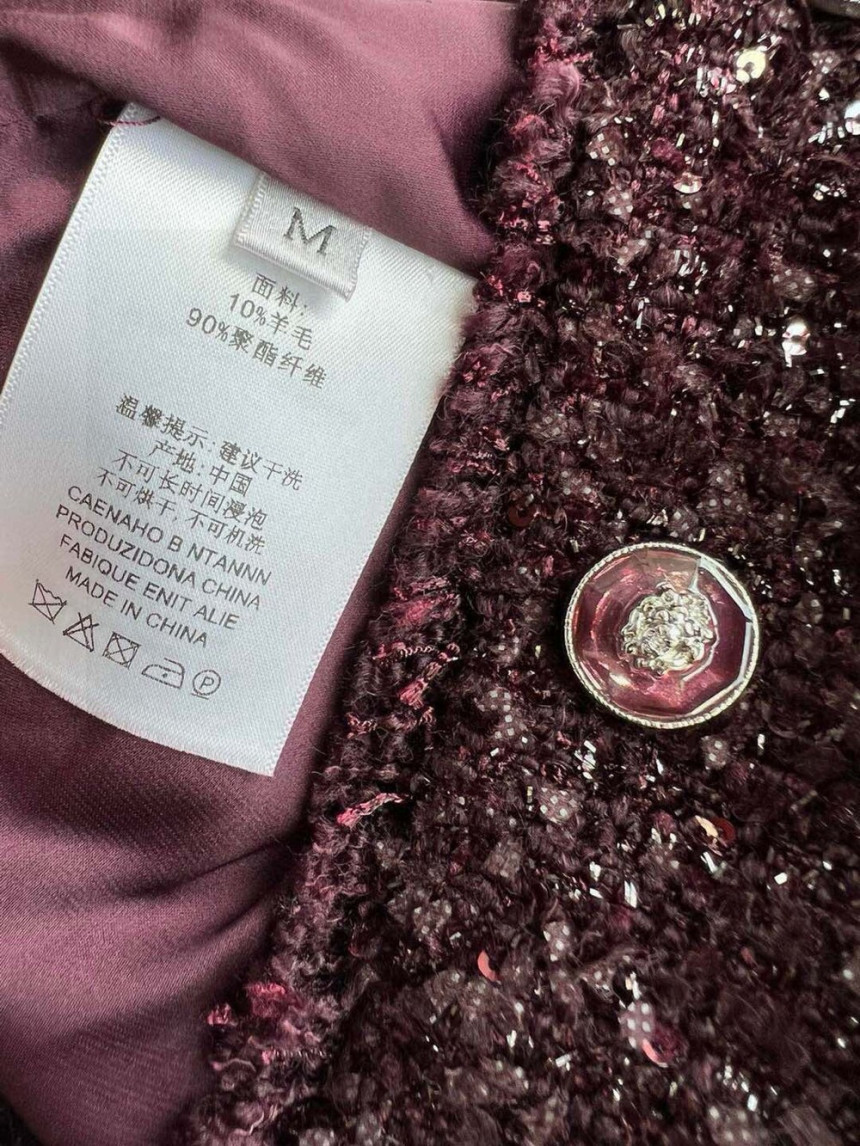 M
面料:
10%羊毛
90%聚酯纤维
温馨提示:建议干洗
产地:中国
不可长时间浸泡
不可烘干,不可机洗
CAENAHO B NTANNN
PRODUZIDONA CHINA
FABIQUE ENIT ALIE
MADE IN CHINA
P